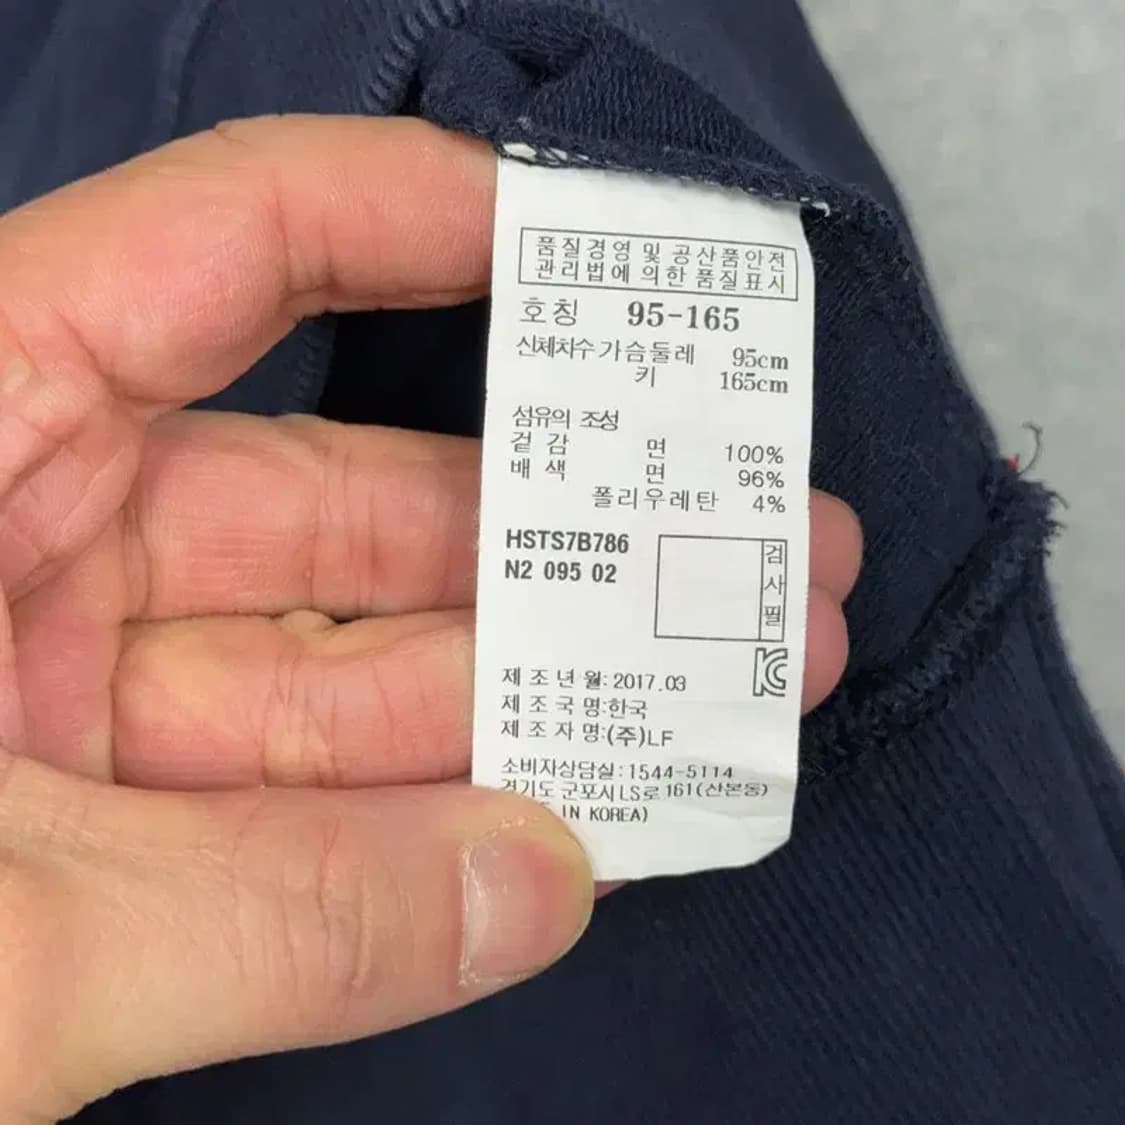 품질경영 및 공산품안전
관리법에 의한 품질표시
호칭 95-165
신체치수 가슴둘레 95cm
키 165cm
섬유의 조성
겉감 면 100%
배색 면 96%
폴리우레탄 4%
HSTS7B786
N2 095 02
검사필
KC
제조년월: 2017.03
제조국명:한국
제조자명:(주)LF
소비자상담실:1544-5114
경기도 군포시 LS로 161(산본동)
IN KOREA)